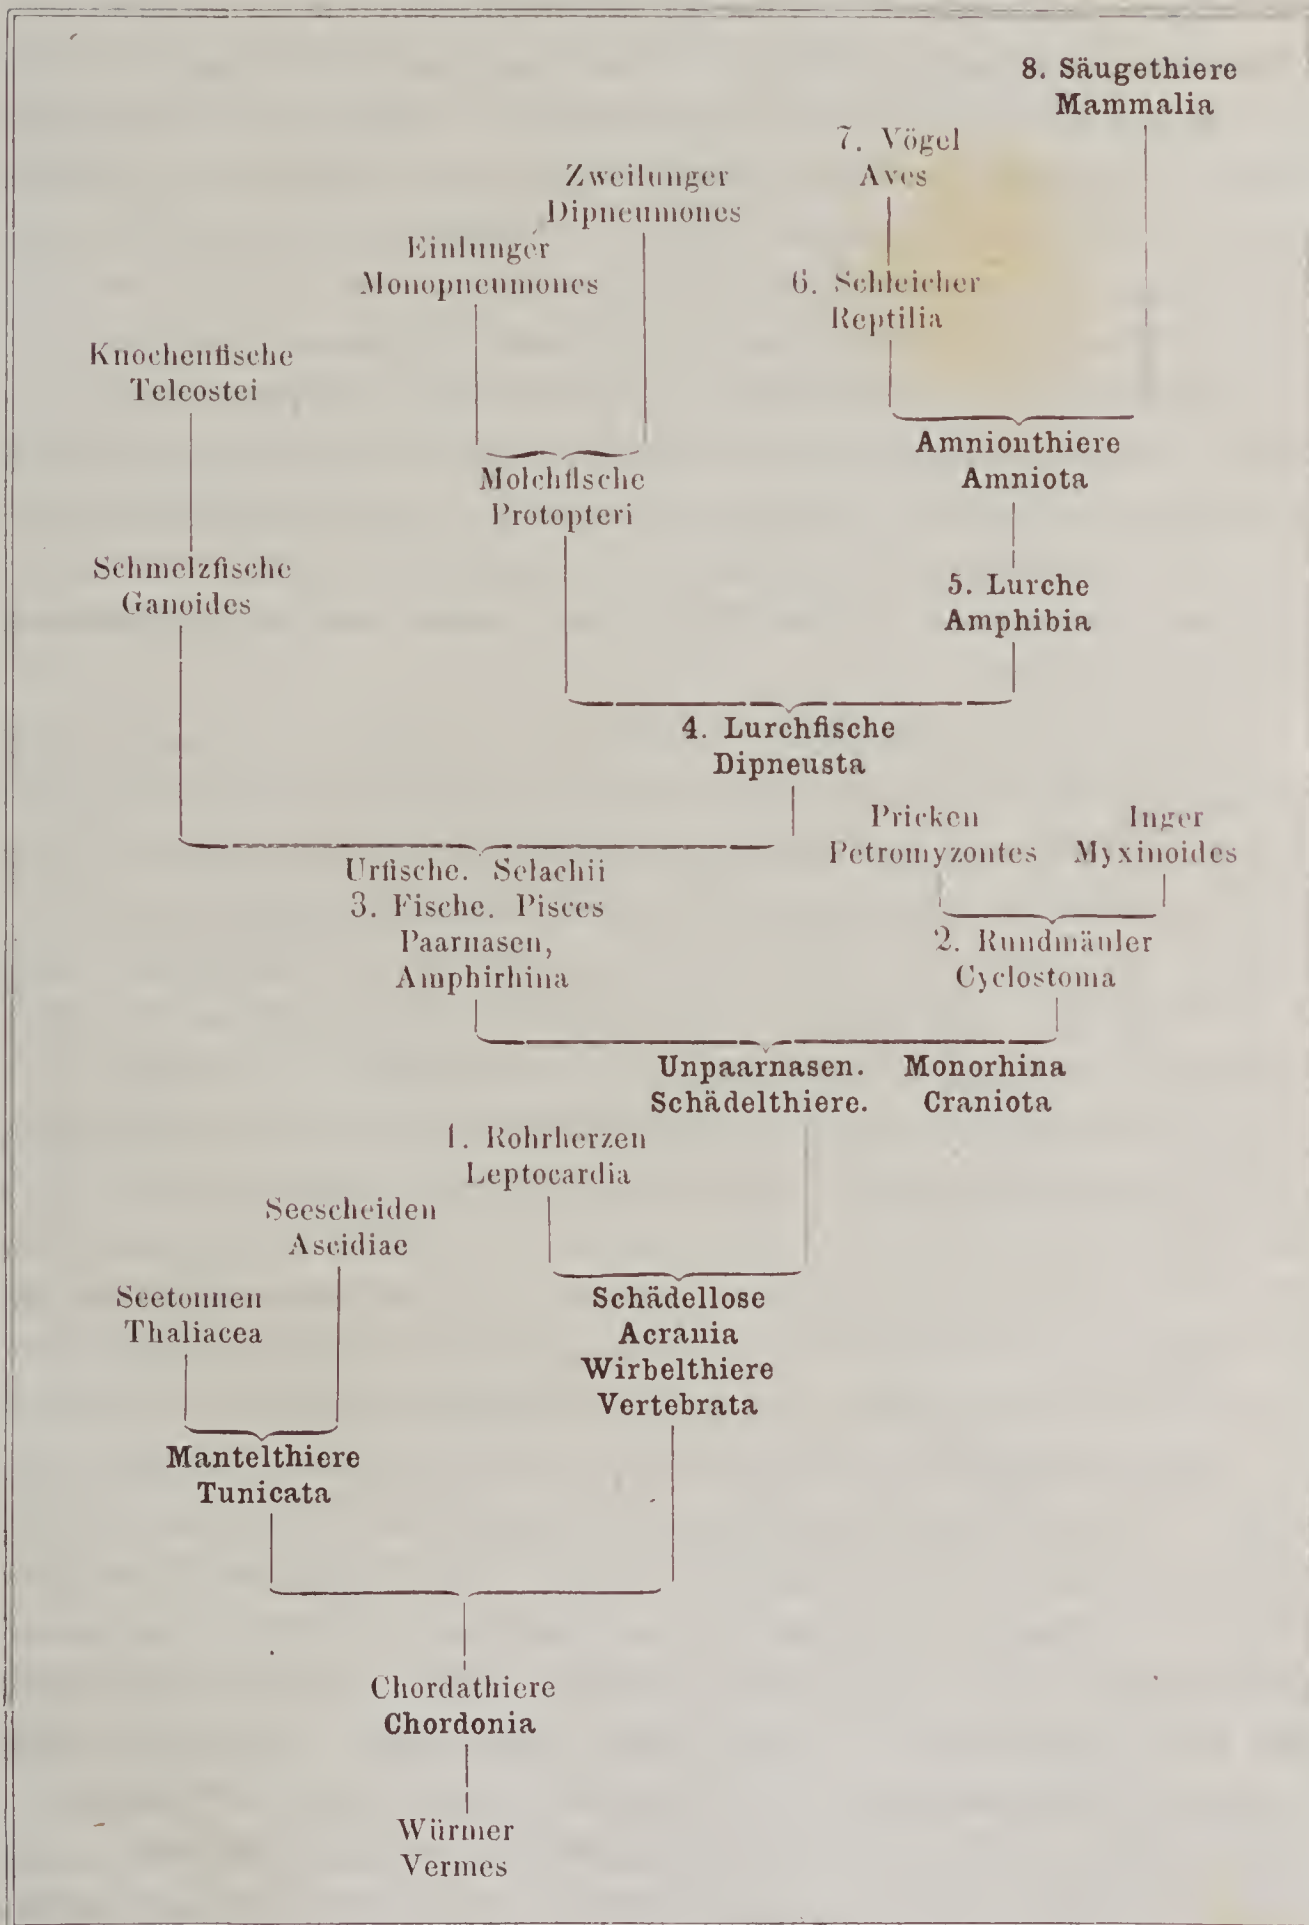 8. Säugethiere
Mammalia
7. Vögel
Aves
Zweilunger
Dipneumones
Einlunger
Monopneumones
6. Schleicher
Reptilia
Knochenfische
Teleostei
Amnionthiere
Amniota
Molchfische
Protopteri
Schmelzfische
Ganoides
5. Lurche
Amphibia
4. Lurchfische
Dipneusta
Pricken
Petromyzontes
Inger
Myxinoides
Urfische. Selachii
3. Fische. Pisces
Paarnasen,
Amphirhina
2. Rundmäuler
Cyclostoma
Unpaarnasen. Monorhina
Schädelthiere. Craniota
1. Rohrherzen
Leptocardia
Seescheiden
Ascidiae
Seetonnen
Thaliacea
Schädellose
Acrania
Wirbelthiere
Vertebrata
Mantelthiere
Tunicata
Chordathiere
Chordonia
Würmer
Vermes